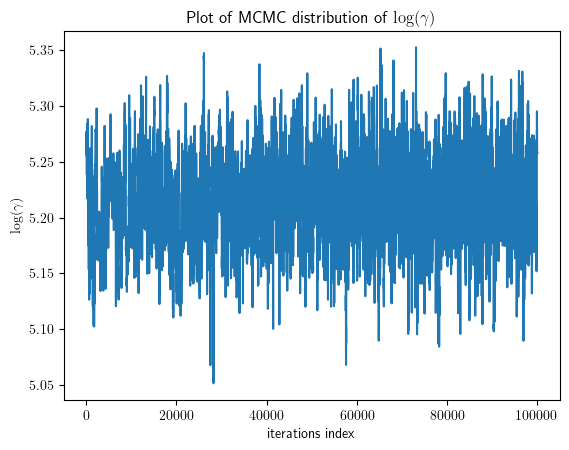 Plot of MCMC distribution of log(γ)
log(γ)
5.35
5.30
5.25
5.20
5.15
5.10
5.05
0 20000 40000 60000 80000 100000
iterations index